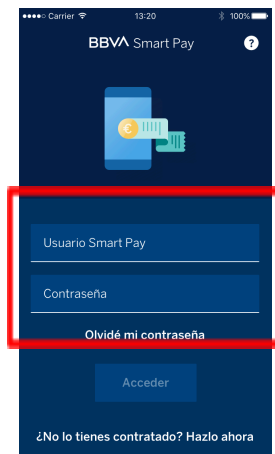 Carrier 13:20 100%
BBVA Smart Pay ?
€
Usuario Smart Pay
Contraseña
Olvidé mi contraseña
Acceder
¿No lo tienes contratado? Hazlo ahora